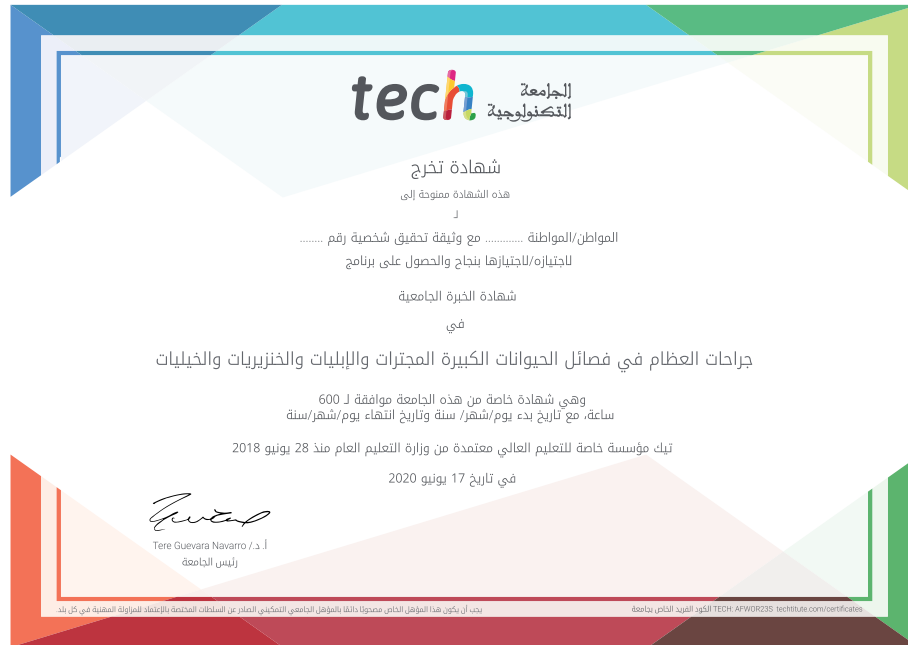 tech الجامعة
التكنولوجية
شهادة تخرج
هذه الشهادة ممنوحة إلى
لـ
المواطن/المواطنة ............. مع وثيقة تحقيق شخصية رقم ........
لاجتيازه/لاجتيازها بنجاح والحصول على برنامج
شهادة الخبرة الجامعية
في
جراحات العظام في فصائل الحيوانات الكبيرة المجترات والإبليات والخنزيريات والخيليات
وهي شهادة خاصة من هذه الجامعة موافقة لـ 600
ساعة، مع تاريخ بدء يوم/شهر/ سنة وتاريخ انتهاء يوم/شهر/سنة
تيك مؤسسة خاصة للتعليم العالي معتمدة من وزارة التعليم العام منذ 28 يونيو 2018
في تاريخ 17 يونيو 2020
أ. د./ Tere Guevara Navarro
رئيس الجامعة
يجب أن يكون هذا المؤهل الخاص مصحوبًا دائمًا بالمؤهل الجامعي التمكيني الصادر عن السلطات المختصة بالإعتماد للمزاولة المهنية في كل بلد.
الكود الفريد الخاص بجامعة TECH: AFWOR23S techtitute.com/certificates